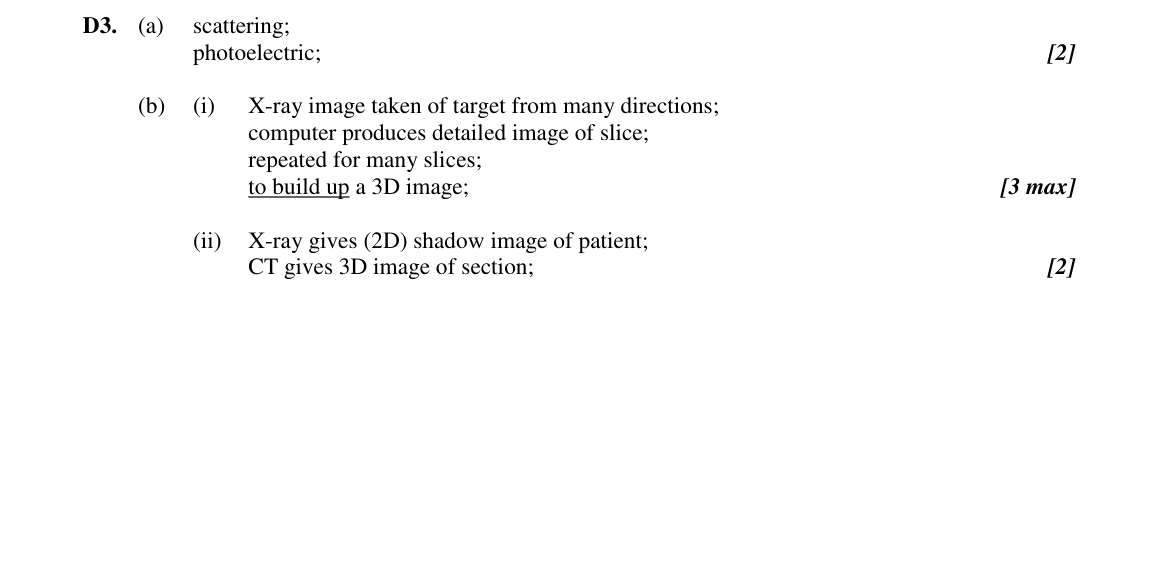 D3. (a) scattering;
photoelectric; [2]
(b) (i) X-ray image taken of target from many directions;
computer produces detailed image of slice;
repeated for many slices;
to build up a 3D image; [3 max]
(ii) X-ray gives (2D) shadow image of patient;
CT gives 3D image of section; [2]